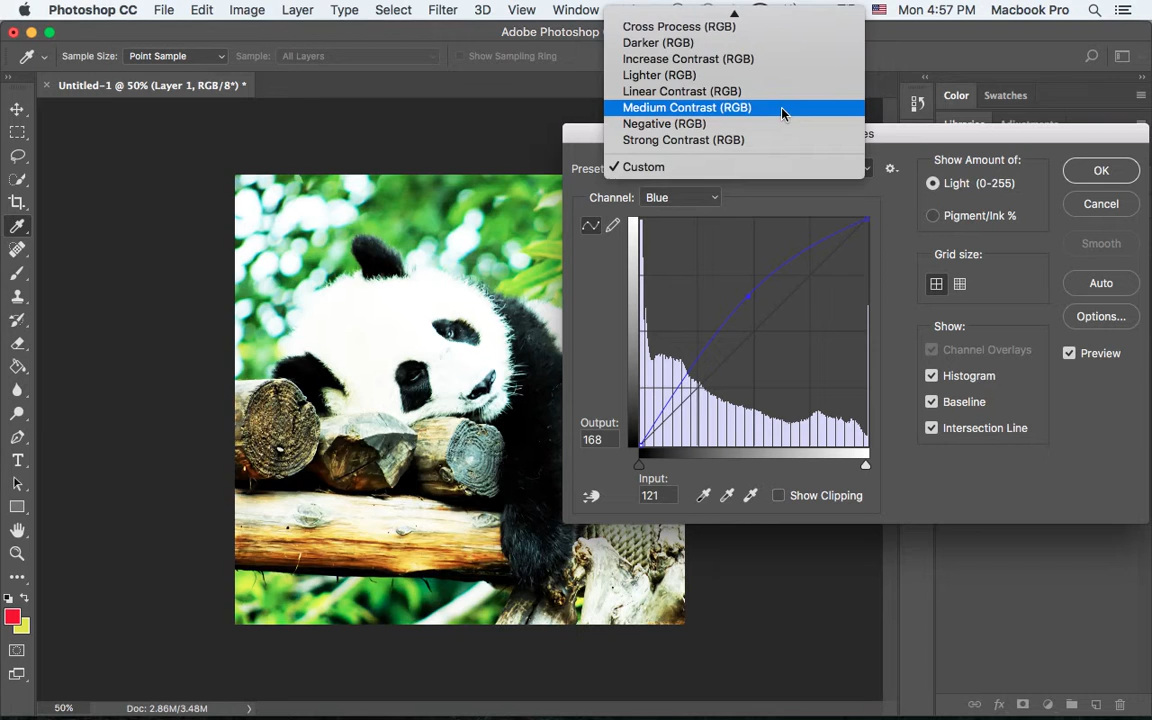 Photoshop CC File Edit Image Layer Type Select Filter 3D View Window Mon 4:57 PM Macbook Pro
Adobe Photoshop
Sample Size: Point Sample Sample: All Layers Show Sampling Ring
Untitled-1 @ 50% (Layer 1, RGB/8*) *
Color Swatches
Cross Process (RGB)
Darker (RGB)
Increase Contrast (RGB)
Lighter (RGB)
Linear Contrast (RGB)
Medium Contrast (RGB)
Negative (RGB)
Strong Contrast (RGB)
Custom
Channel: Blue
Output:
168
Input:
121
Show Clipping
Show Amount of:
Light (0-255)
Pigment/Ink %
Grid size:
Show:
Channel Overlays
Histogram
Baseline
Intersection Line
OK
Cancel
Smooth
Auto
Options...
Preview
50% Doc: 2.86M/3.48M